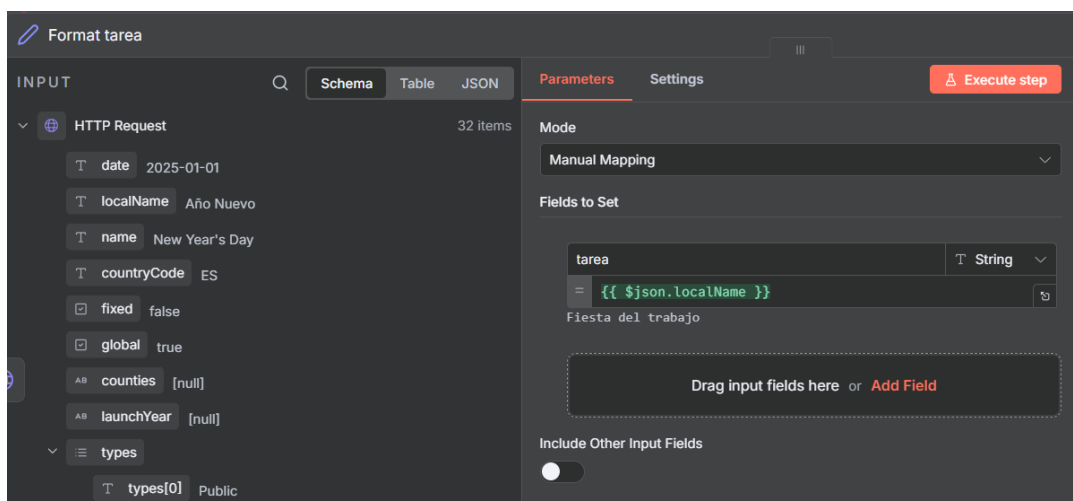 Format tarea
INPUT
Schema Table JSON
HTTP Request 32 items
T date 2025-01-01
T localName Año Nuevo
T name New Year's Day
T countryCode ES
fixed false
global true
AB counties [null]
AB launchYear [null]
types
T types[0] Public
Parameters Settings Execute step
Mode
Manual Mapping
Fields to Set
tarea T String
= {{ $json.localName }}
Fiesta del trabajo
Drag input fields here or Add Field
Include Other Input Fields